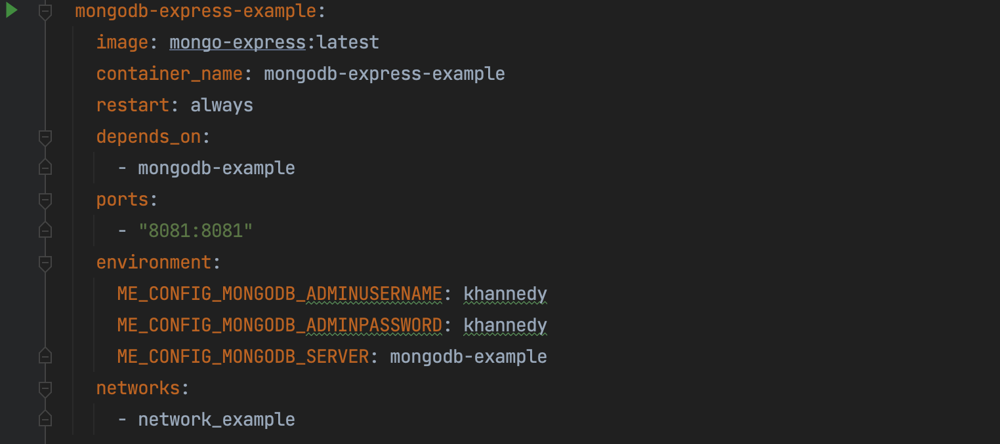 mongodb-express-example:
  image: mongo-express:latest
  container_name: mongodb-express-example
  restart: always
  depends_on:
    - mongodb-example
  ports:
    - "8081:8081"
  environment:
    ME_CONFIG_MONGODB_ADMINUSERNAME: khannedy
    ME_CONFIG_MONGODB_ADMINPASSWORD: khannedy
    ME_CONFIG_MONGODB_SERVER: mongodb-example
  networks:
    - network_example